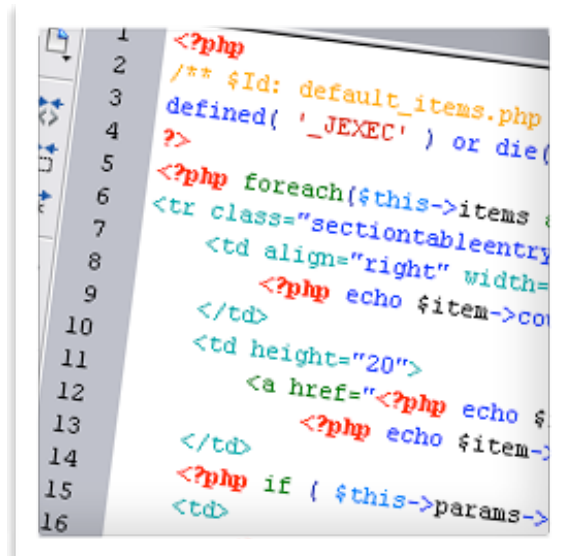 1 <?php
2 /** $Id: default_items.php
3 defined( '_JEXEC' ) or die(
4 ?>
5 <?php foreach($this->items
6 <tr class="sectiontableentry
7 <td align="right" width=
8 <?php echo $item->cou
9 </td>
10 <td height="20">
11 <a href="<?php echo $
12 <?php echo $item->
13 </td>
14 <?php if ( $this->params->
15 <td>
16